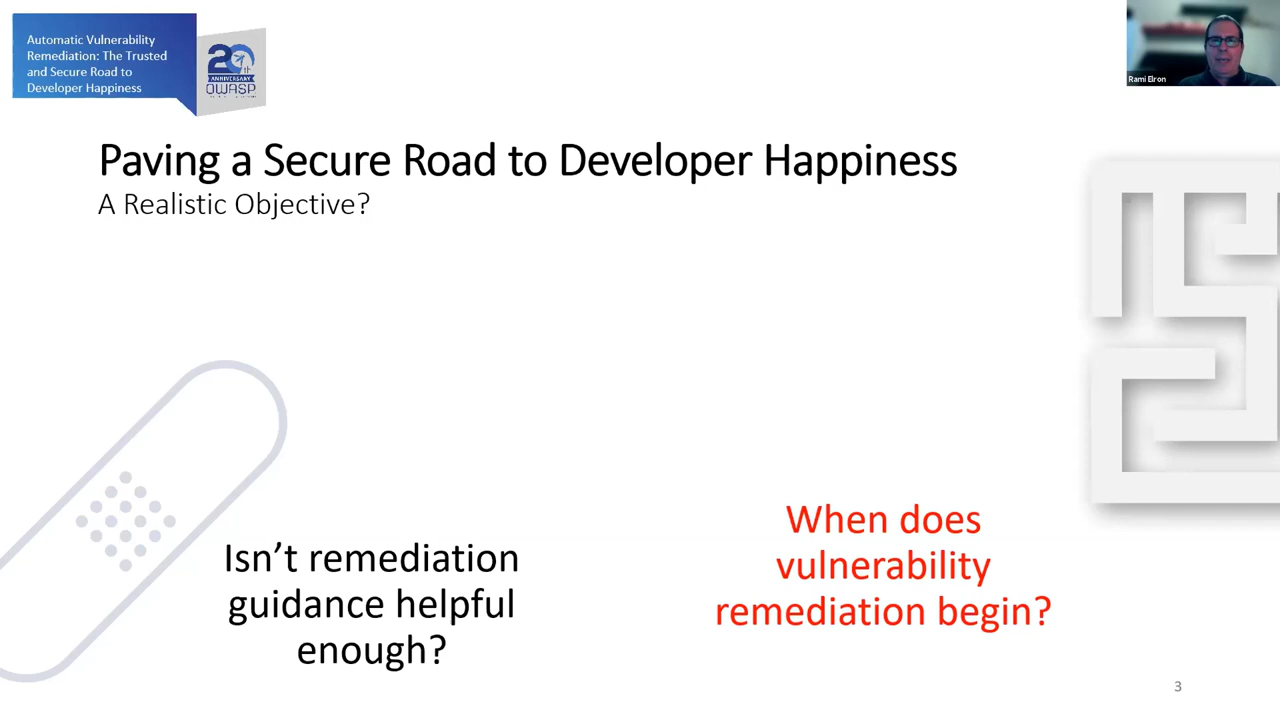 Automatic Vulnerability
Remediation: The Trusted
and Secure Road to
Developer Happiness
20th
ANNIVERSARY
OWASP
Rami Elron
Paving a Secure Road to Developer Happiness
A Realistic Objective?
Isn’t remediation
guidance helpful
enough?
When does
vulnerability
remediation begin?
3